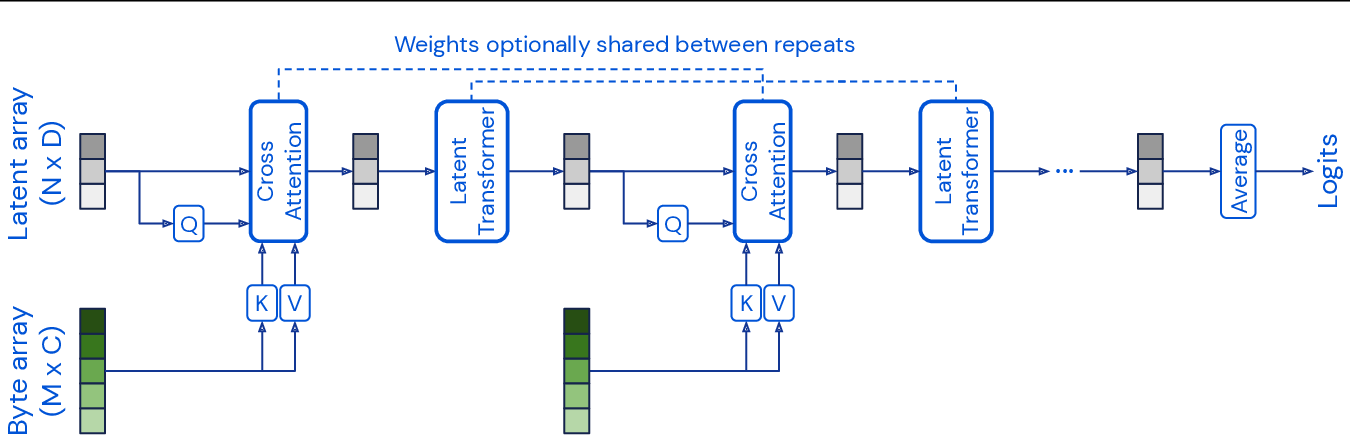 Weights optionally shared between repeats
Latent array
(N x D)
Q
Cross
Attention
Latent
Transformer
Q
Cross
Attention
Latent
Transformer
...
Average
Logits
K
V
K
V
Byte array
(M x C)